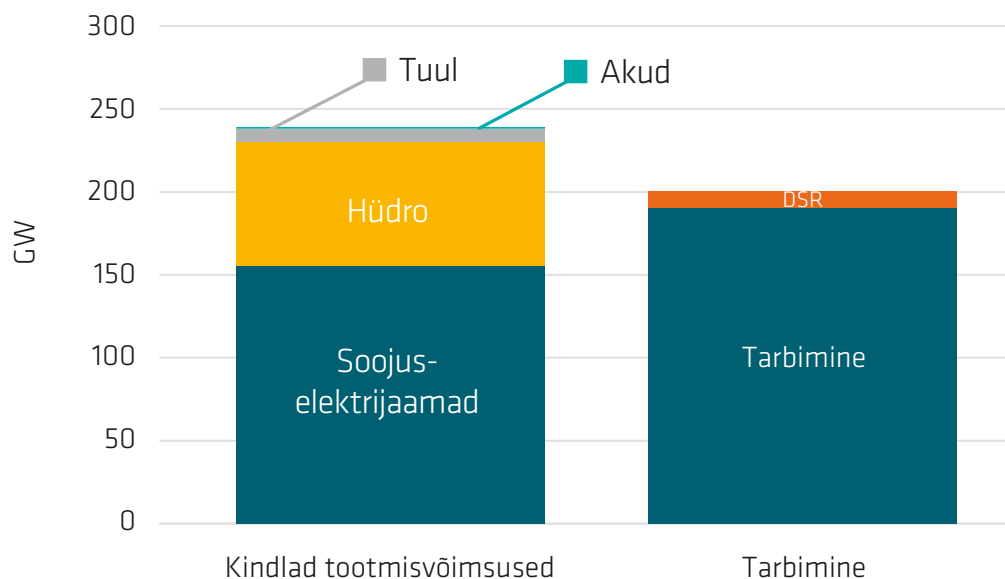 300
Tuul
Akud
250
200
Hüdro
DSR
GW
150
100
Soojus-
elektrijaamad
Tarbimine
50
0
Kindlad tootmisvõimsused
Tarbimine